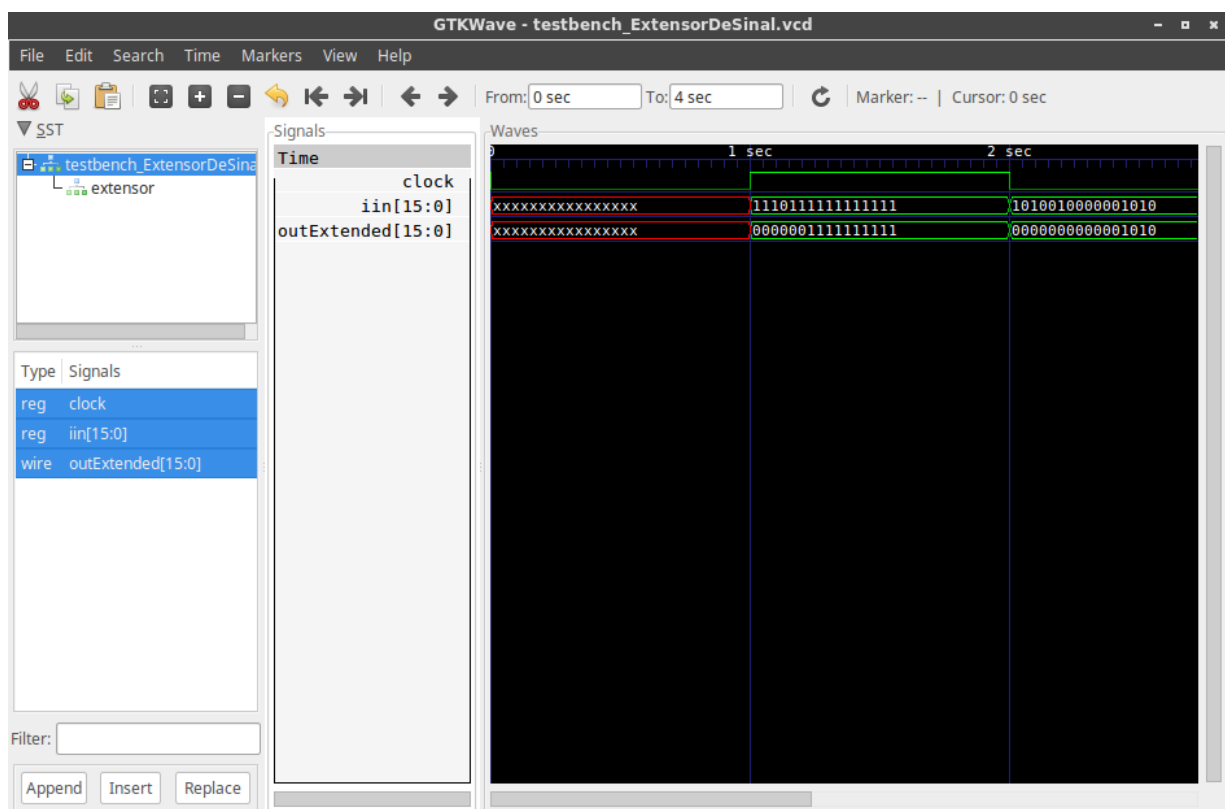 GTKWave - testbench_ExtensorDeSinal.vcd
File Edit Search Time Markers View Help
From: 0 sec To: 4 sec Marker: -- | Cursor: 0 sec
SST
testbench_ExtensorDeSina
extensor
Type Signals
reg clock
reg iin[15:0]
wire outExtended[15:0]
Filter:
Append Insert Replace
Signals
Time
clock
iin[15:0]
outExtended[15:0]
Waves
0 1 sec 2 sec
xxxxxxxxxxxxxxxx 1110111111111111 1010010000001010
xxxxxxxxxxxxxxxx 0000001111111111 0000000000001010